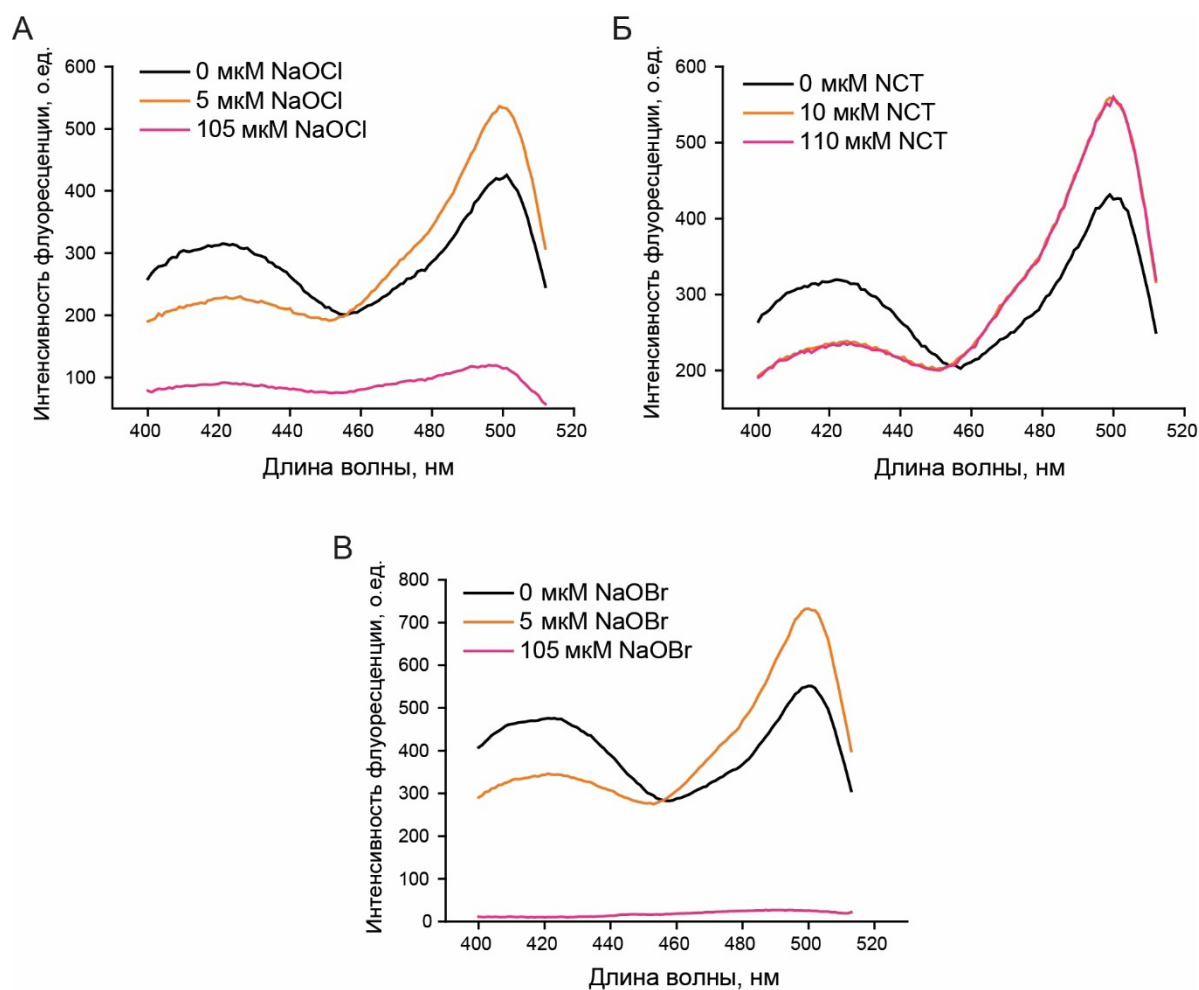 А
Интенсивность флуоресценции, о.ед.
600
500
400
300
200
100
0 мкМ NaOCl
5 мкМ NaOCl
105 мкМ NaOCl
400 420 440 460 480 500 520
Длина волны, нм
Б
Интенсивность флуоресценции, о.ед.
600
500
400
300
200
0 мкМ NCT
10 мкМ NCT
110 мкМ NCT
400 420 440 460 480 500 520
Длина волны, нм
В
Интенсивность флуоресценции, о.ед.
800
700
600
500
400
300
200
100
0
0 мкМ NaOBr
5 мкМ NaOBr
105 мкМ NaOBr
400 420 440 460 480 500 520
Длина волны, нм